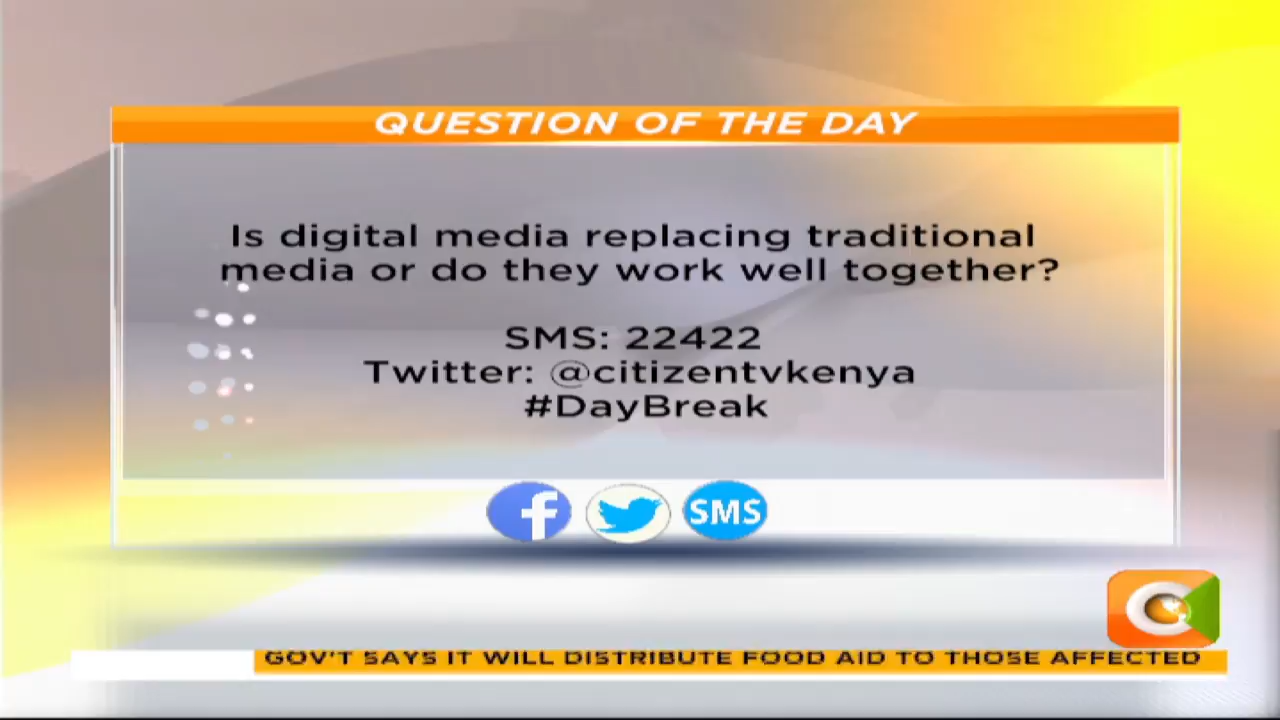 QUESTION OF THE DAY
Is digital media replacing traditional
media or do they work well together?
SMS: 22422
Twitter: @citizentvkenya
#DayBreak
f
SMS
GOV'T SAYS IT WILL DISTRIBUTE FOOD AID TO THOSE AFFECTED